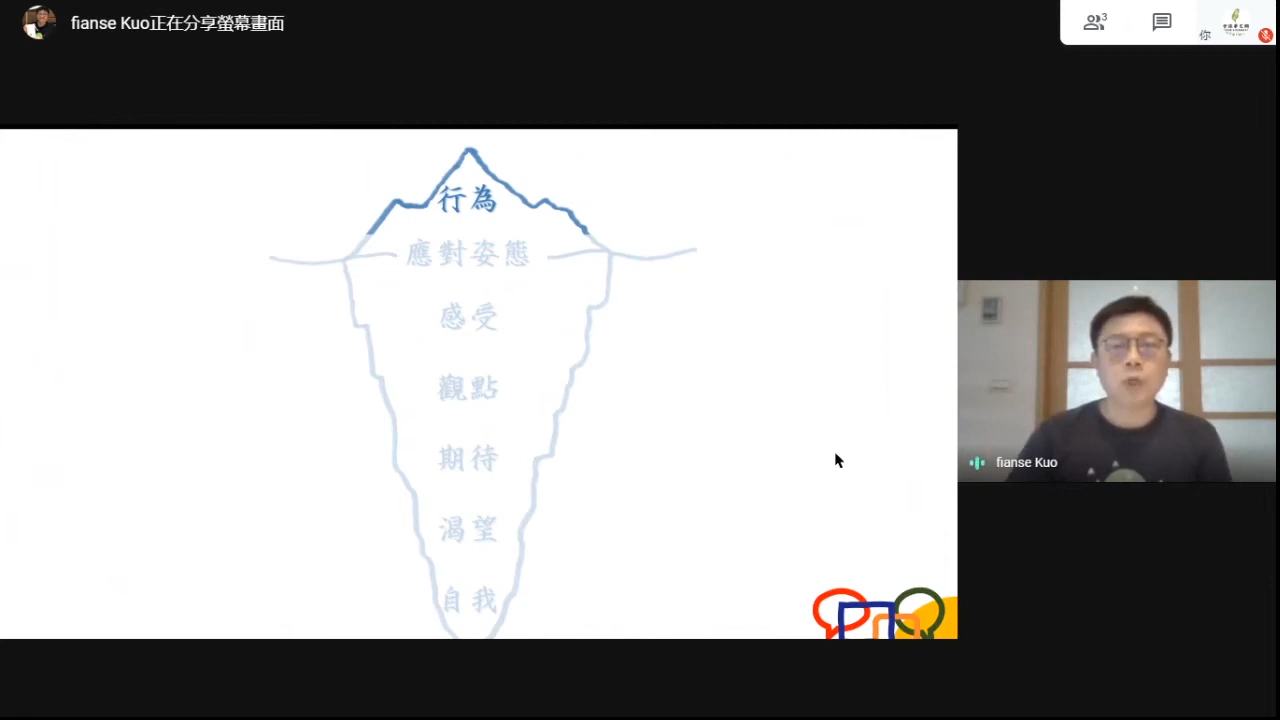 fianse Kuo正在分享螢幕畫面
3
你
行為
應對姿態
感受
觀點
期待
渴望
自我
fianse Kuo